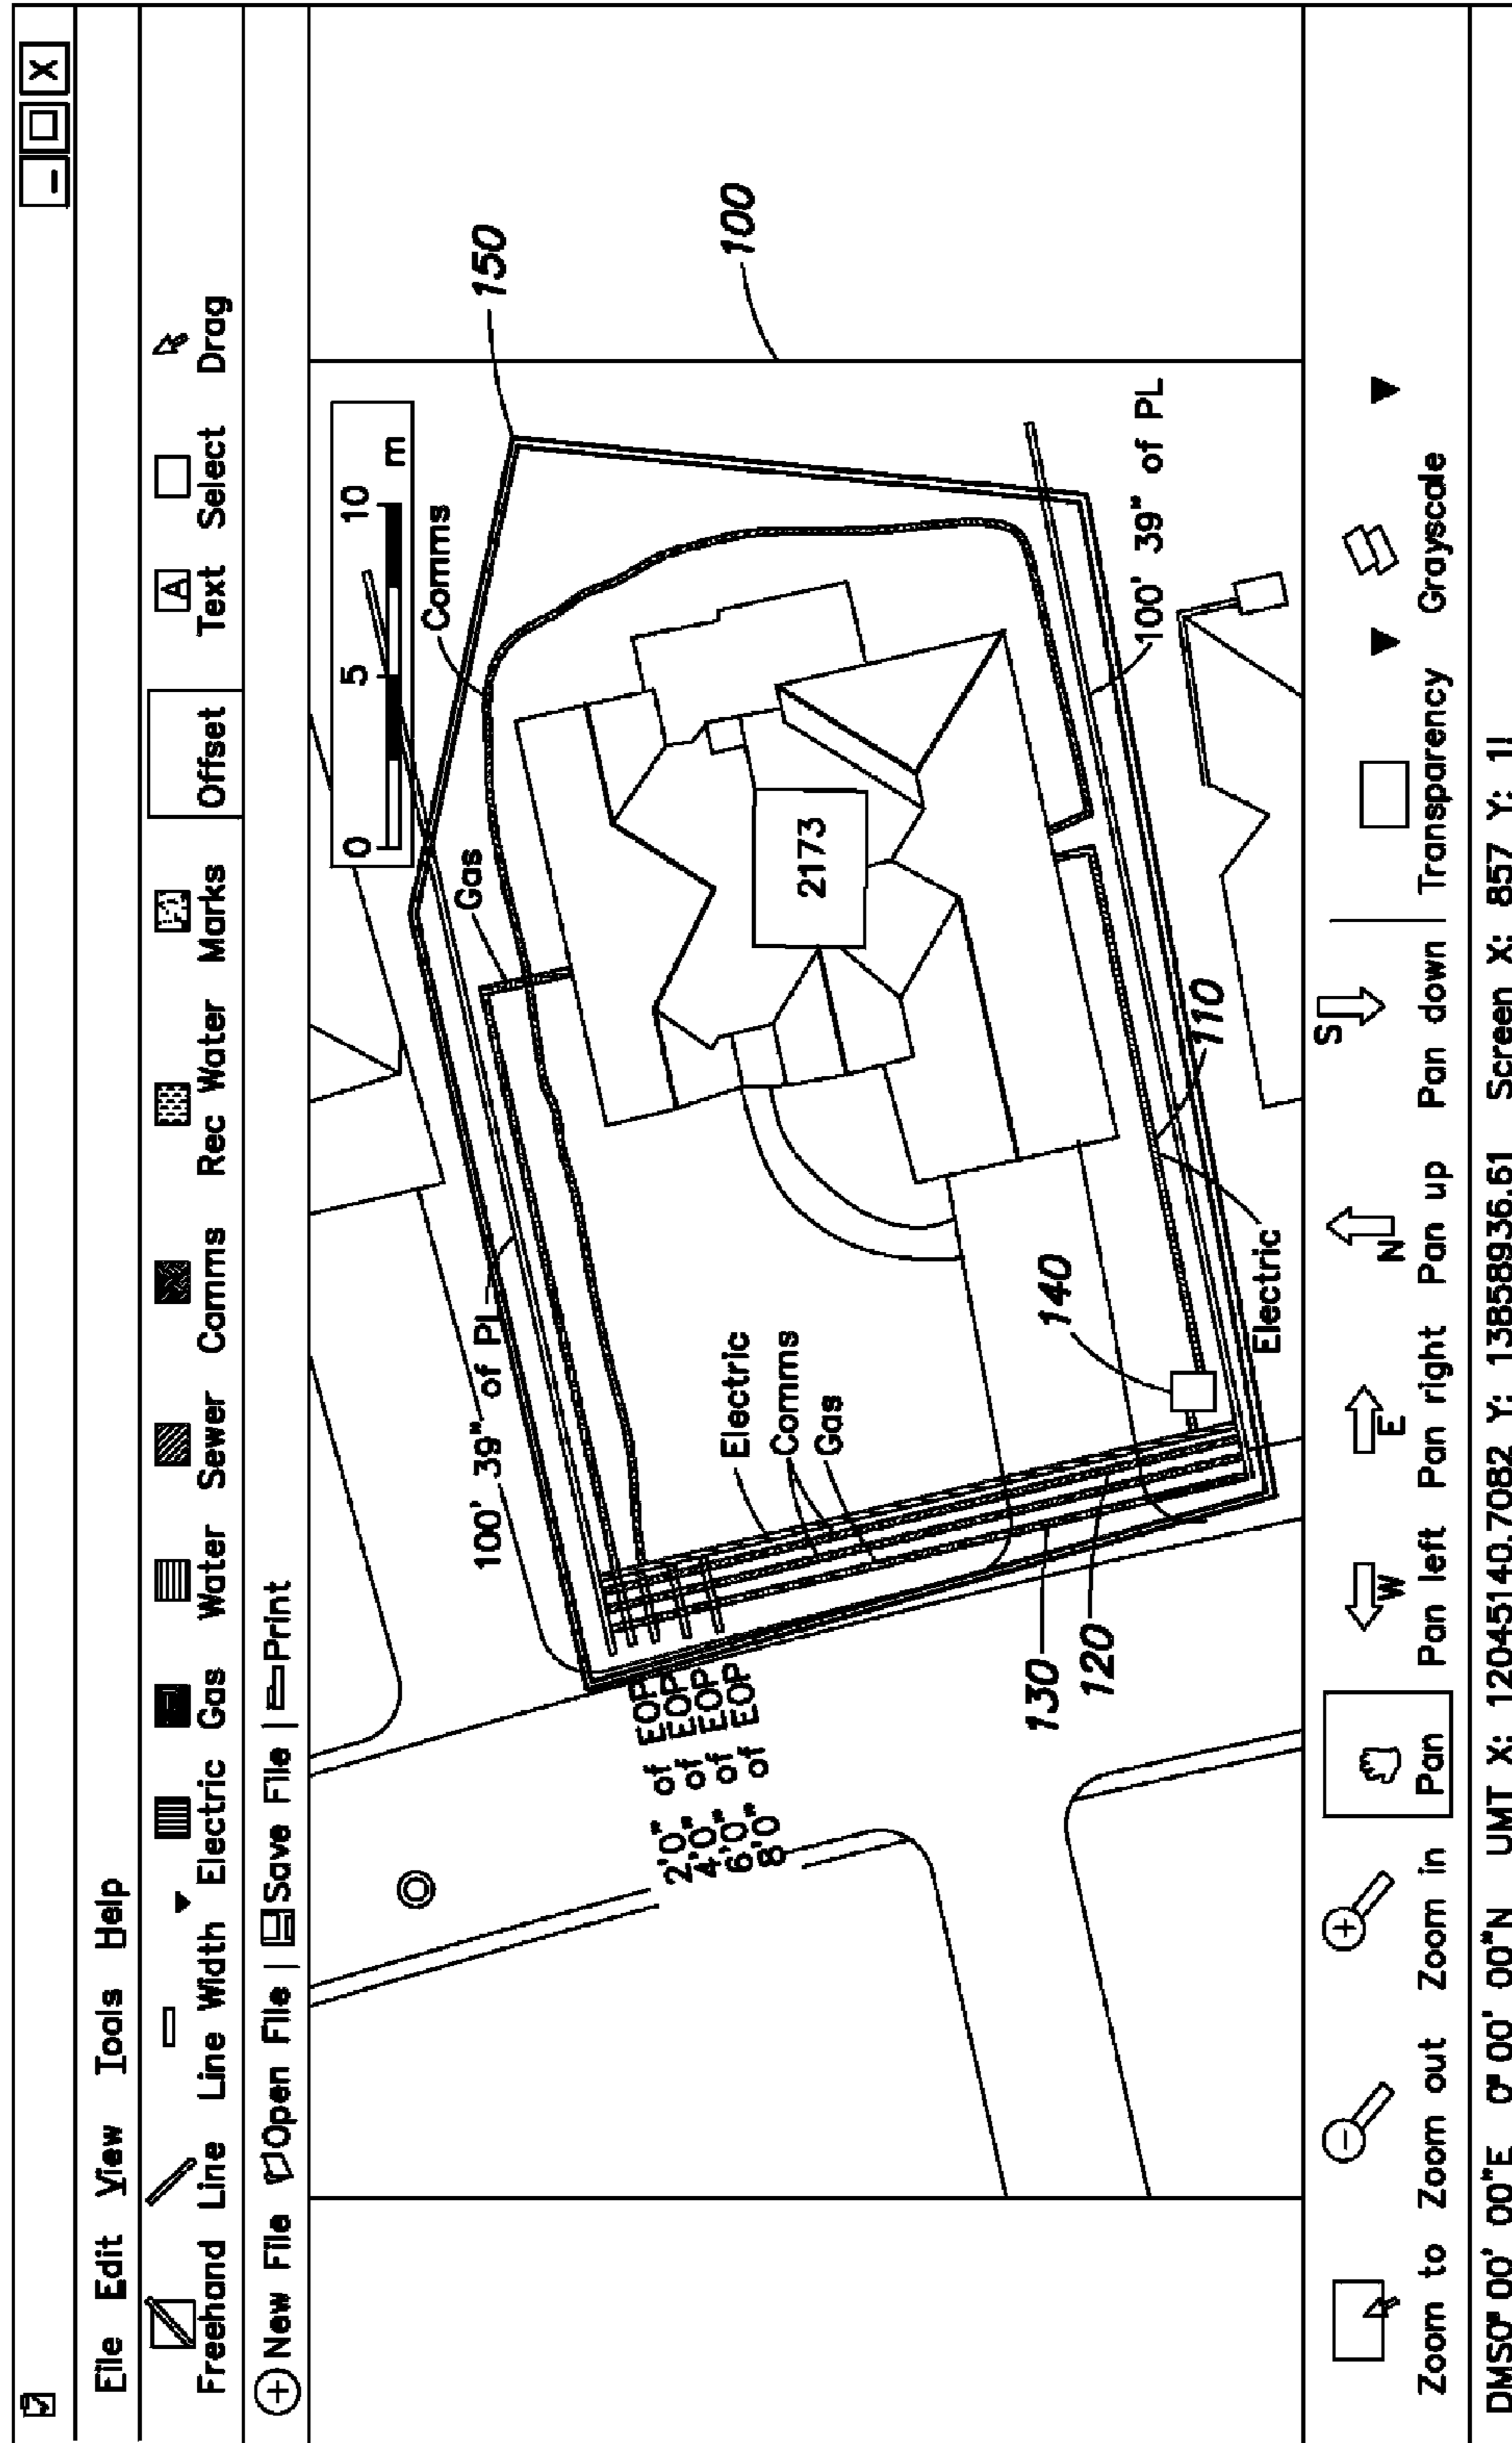 File Edit View Tools Help
Freehand Line Line Width Electric Gas Water Sewer Comms Rec Water Marks Offset A Text Select Drag
New File Open File | Save File | Print
0 5 10
m
150
Comms
Gas
100' 39" of PL
100
2'0" of EOP
4'0" of EOP
6'0" of EOP
8'0" of EOP
Electric
Comms
Gas
2173
130
120
140
110
Electric
100' 39" of PL
W E N S
Zoom to Zoom out Zoom in Pan Pan left Pan right Pan up Pan down Transparency Grayscale
DMS0° 00' 00"E 0° 00' 00"N UMT X: 12045140.7082 Y: 13858936.61 Screen X: 857 Y: 11